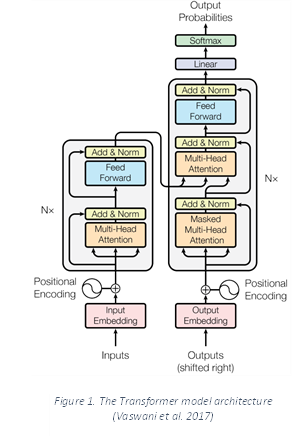 Output
Probabilities
Softmax
Linear
Add & Norm
Feed
Forward
Add & Norm
Multi-Head
Attention
Add & Norm
Masked
Multi-Head
Attention
N×
Add & Norm
Feed
Forward
Add & Norm
Multi-Head
Attention
N×
Positional
Encoding
Positional
Encoding
Input
Embedding
Output
Embedding
Inputs
Outputs
(shifted right)
Figure 1. The Transformer model architecture
(Vaswani et al. 2017)